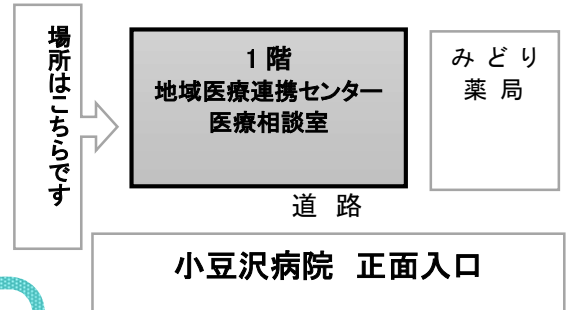 場所はこちらです
1階
地域医療連携センター
医療相談室
みどり
薬局
道路
小豆沢病院 正面入口